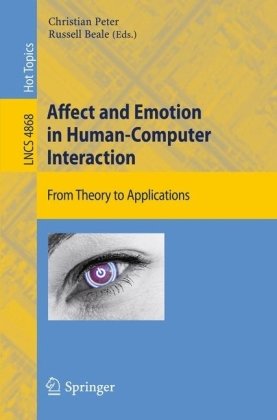 Christian Peter
Russell Beale (Eds.)
Hot Topics
LNCS 4868
Affect and Emotion
in Human-Computer
Interaction
From Theory to Applications
Springer